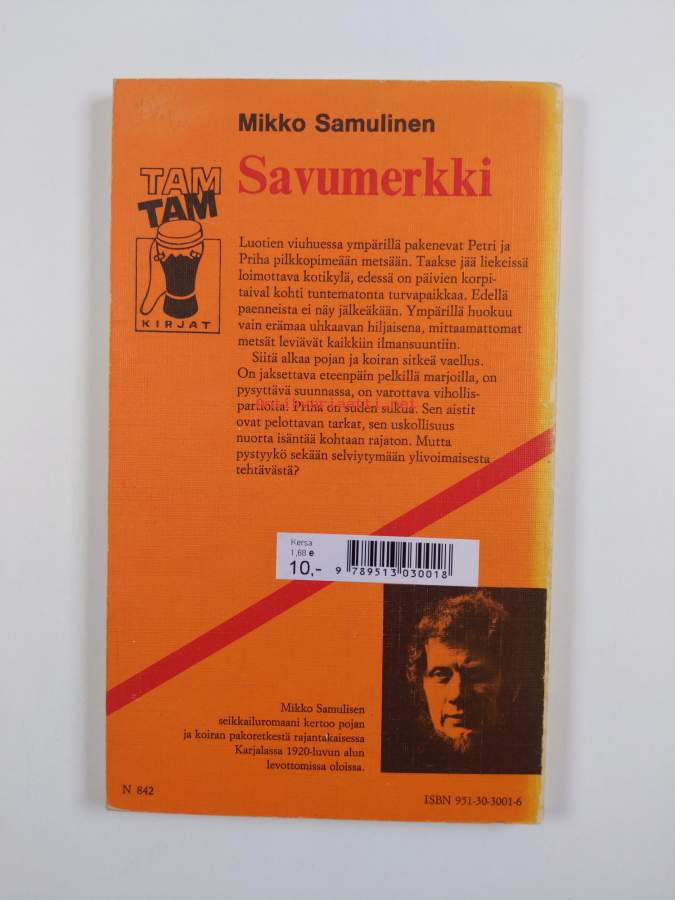 Mikko Samulinen
TAM
TAM
KIRJAT
Savumerkki
Luotien viuhuessa ympärillä pakenevat Petri ja
Priha pilkkopimeään metsään. Taakse jää liekeissä
loimottava kotikylä, edessä on päivien korpi-
taival kohti tuntematonta turvapaikkaa. Edellä
paenneista ei näy jälkeäkään. Ympärillä huokuu
vain erämaa uhkaavan hiljaisena, mittaamattomat
metsät leviävät kaikkiin ilmansuuntiin.
Siitä alkaa pojan ja koiran sitkeä vaellus.
On jaksettava eteenpäin pelkillä marjoilla, on
pysyttävä suunnassa, on varottava vihollis-
partioita. Priha on suden sukua. Sen aistit
antikvariaatti.net
ovat pelottavan tarkat, sen uskollisuus
nuorta isäntää kohtaan rajaton. Mutta
pystyykö sekään selviytymään ylivoimaisesta
tehtävästä?
Kersa
1,68 e
10,-
9 789513 030018
Mikko Samulisen
seikkailuromaani kertoo pojan
ja koiran pakoretkestä rajantakaisessa
Karjalassa 1920-luvun alun
levottomissa oloissa.
N 842
ISBN 951-30-3001-6